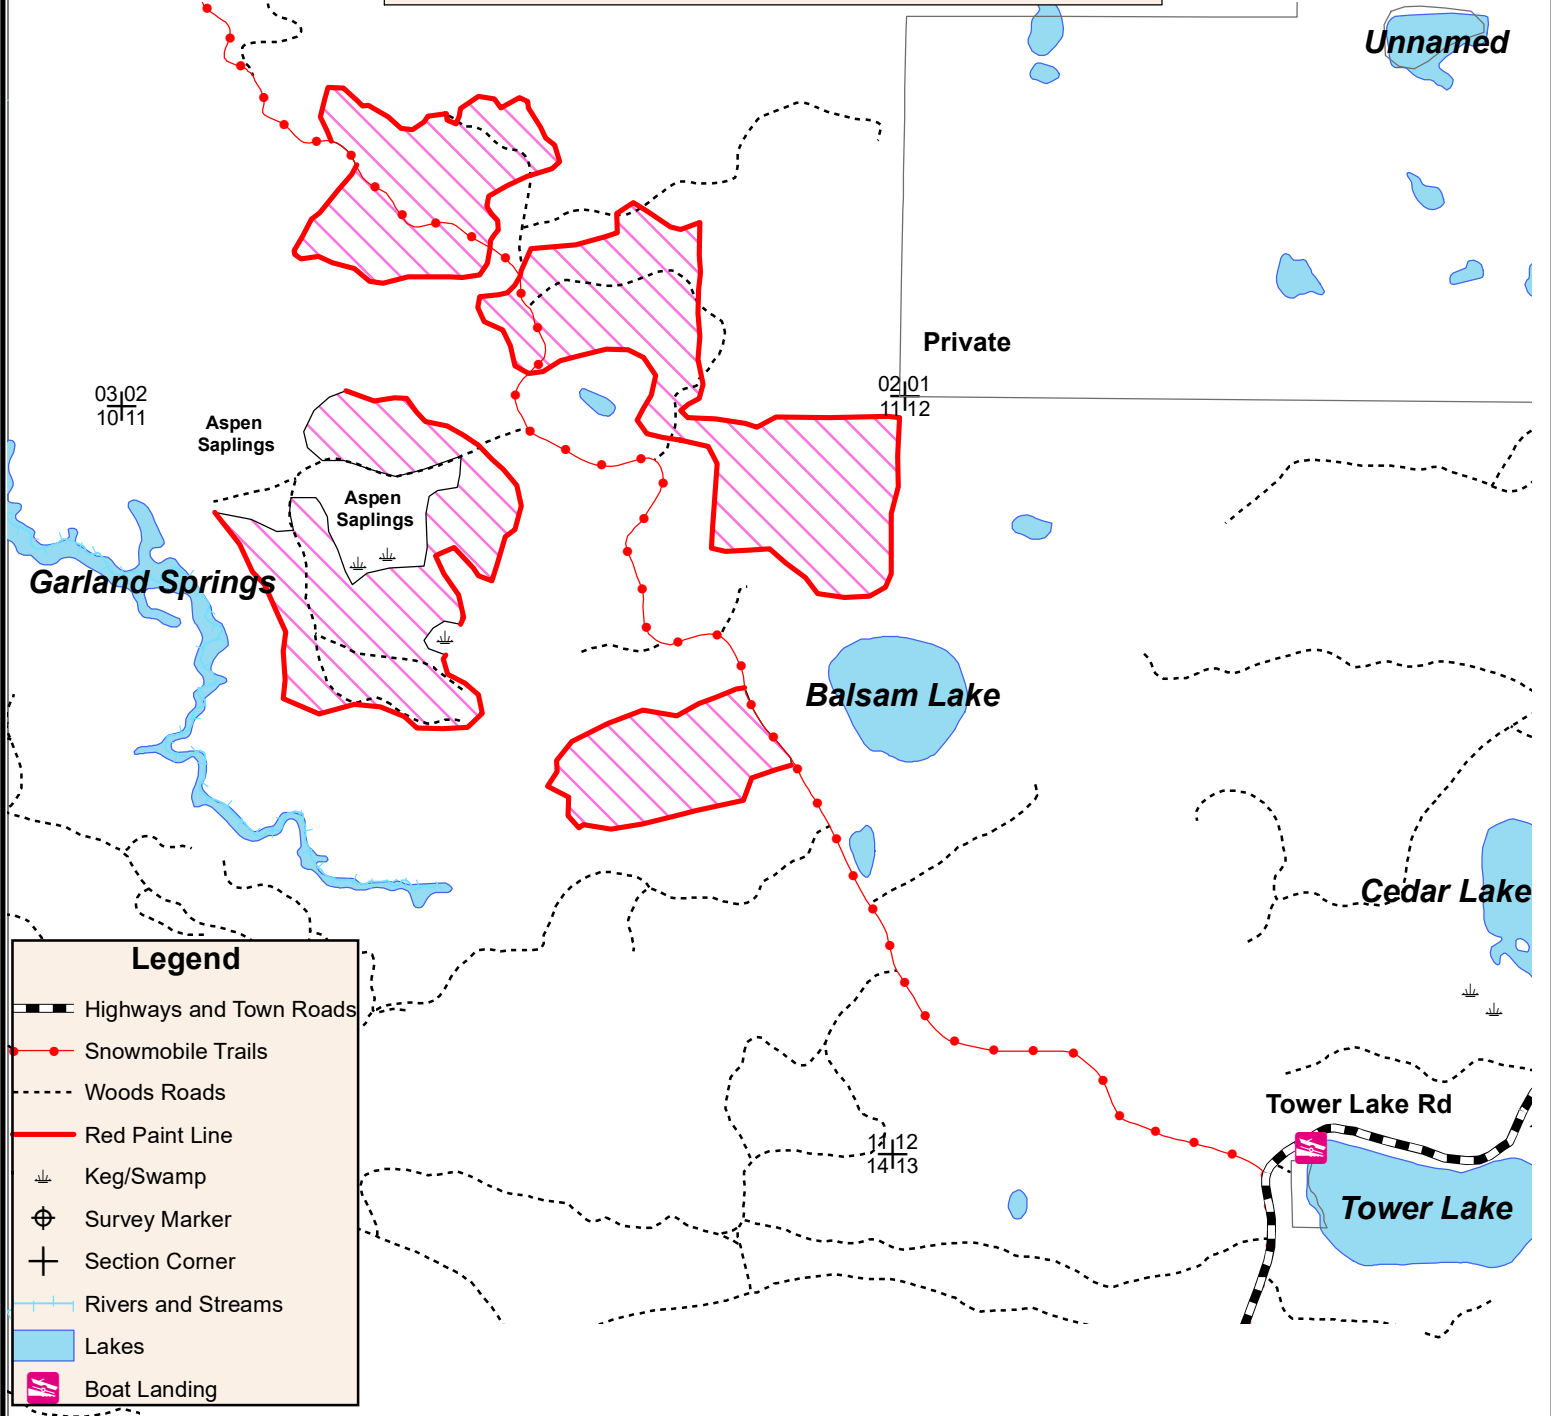 Unnamed
Private
03 02
10 11
02 01
11 12
Aspen
Saplings
Aspen
Saplings
Garland Springs
Balsam Lake
Cedar Lake
Tower Lake Rd
11 12
14 13
Tower Lake
Legend
Highways and Town Roads
Snowmobile Trails
Woods Roads
Red Paint Line
Keg/Swamp
Survey Marker
Section Corner
Rivers and Streams
Lakes
Boat Landing